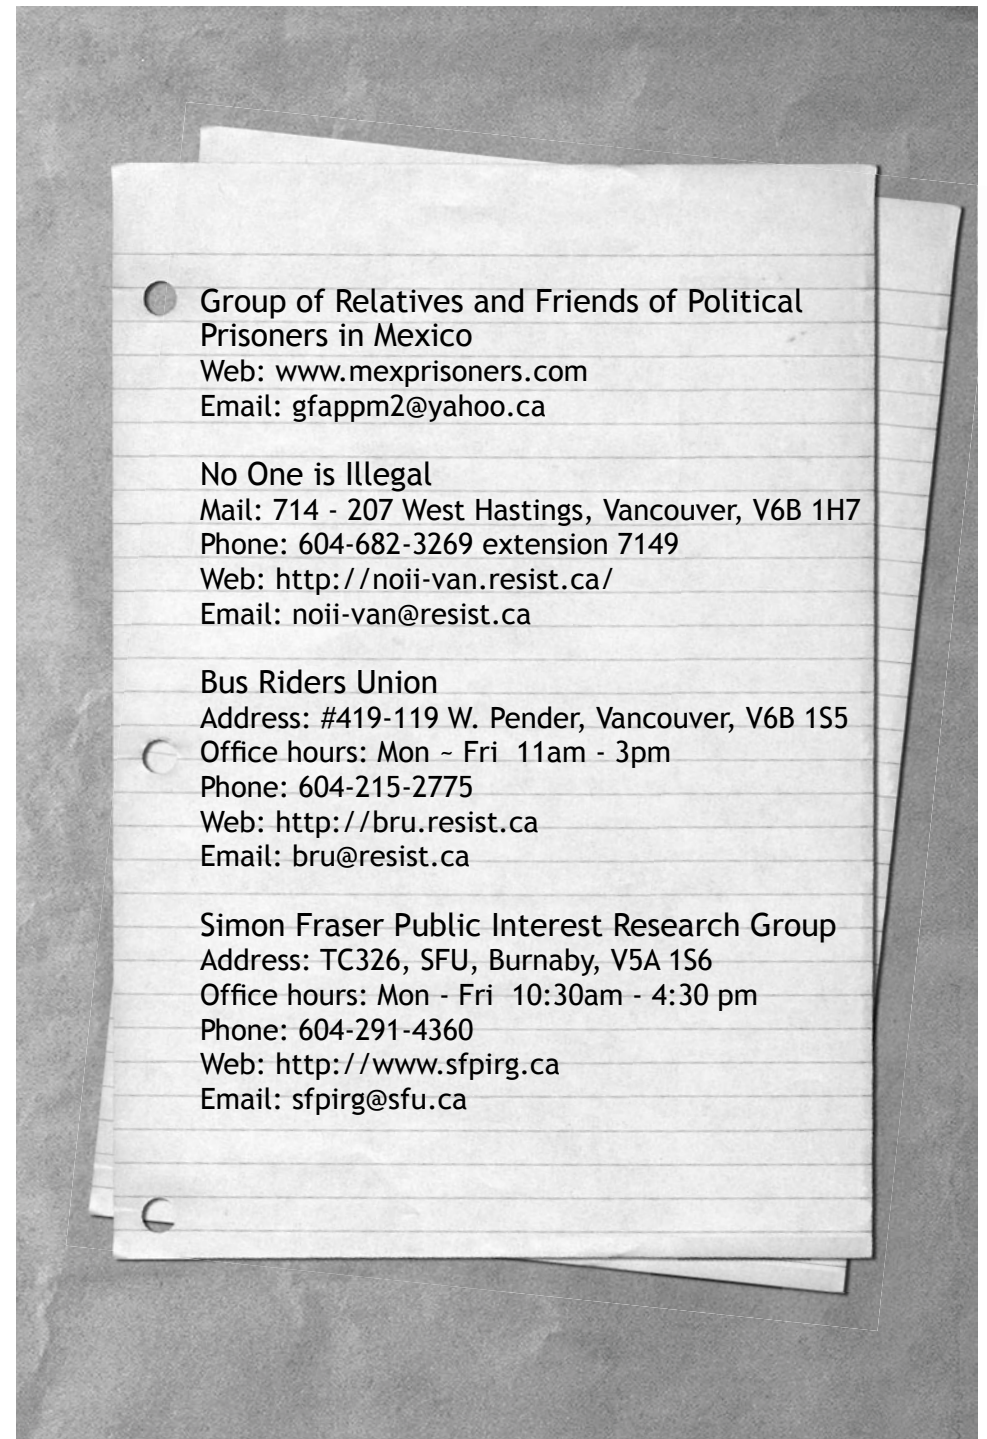 Group of Relatives and Friends of Political
Prisoners in Mexico
Web: www.mexprisoners.com
Email: gfappm2@yahoo.ca
No One is Illegal
Mail: 714 - 207 West Hastings, Vancouver, V6B 1H7
Phone: 604-682-3269 extension 7149
Web: http://noii-van.resist.ca/
Email: noii-van@resist.ca
Bus Riders Union
Address: #419-119 W. Pender, Vancouver, V6B 1S5
Office hours: Mon ~ Fri  11am - 3pm
Phone: 604-215-2775
Web: http://bru.resist.ca
Email: bru@resist.ca
Simon Fraser Public Interest Research Group
Address: TC326, SFU, Burnaby, V5A 1S6
Office hours: Mon - Fri  10:30am - 4:30 pm
Phone: 604-291-4360
Web: http://www.sfpirg.ca
Email: sfpirg@sfu.ca